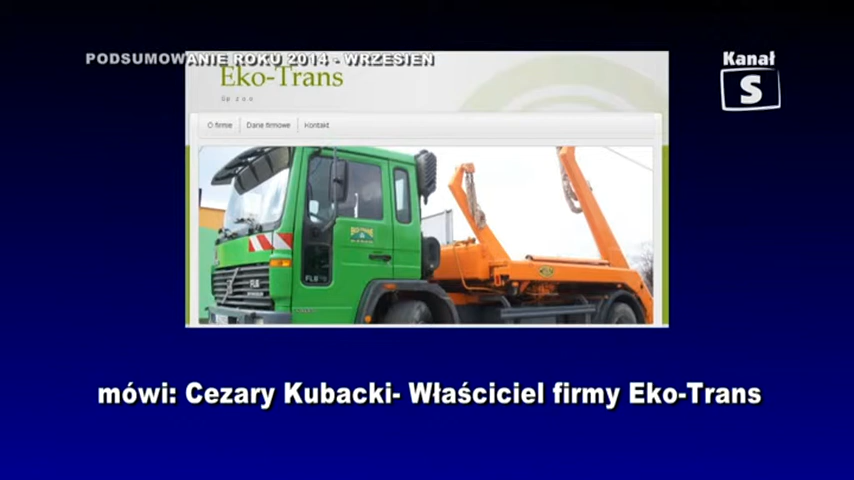 PODSUMOWANIE ROKU 2014 - WRZESIEŃ
Kanał
S
Eko-Trans
Sp. z o.o.
O firmie
Dane firmowe
Kontakt
FL6
mówi: Cezary Kubacki- Właściciel firmy Eko-Trans